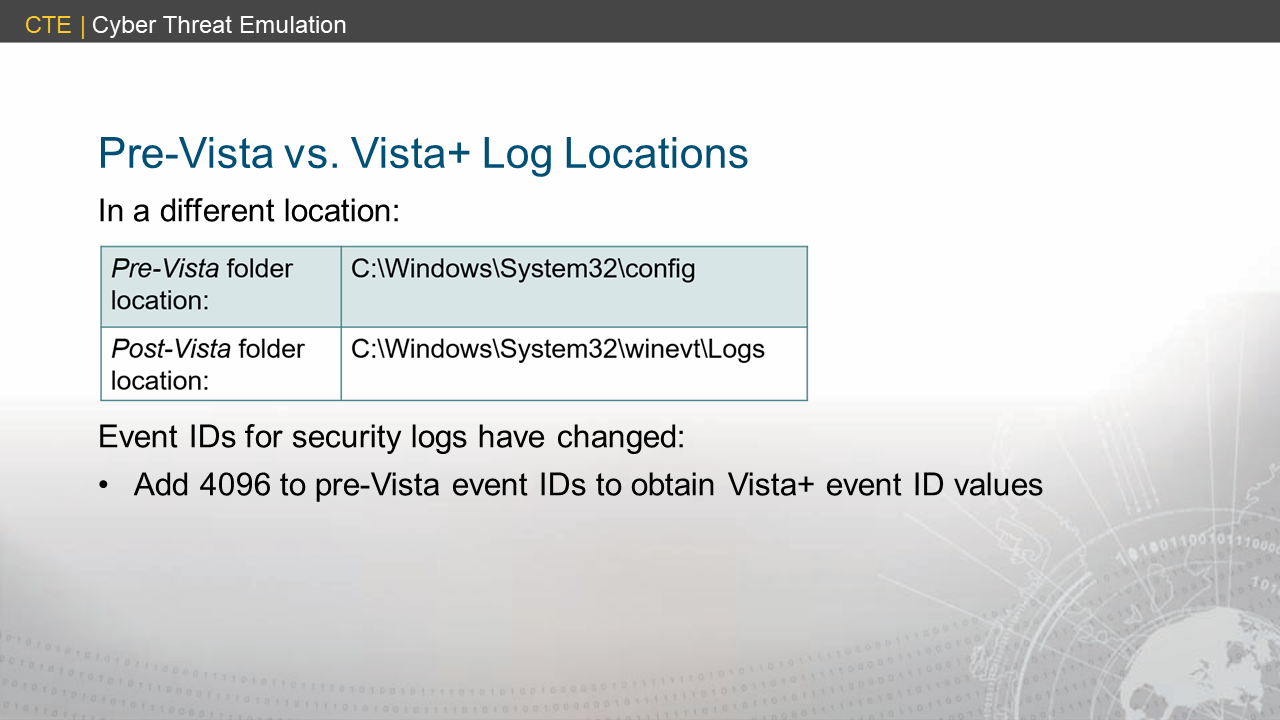 CTE | Cyber Threat Emulation
Pre-Vista vs. Vista+ Log Locations
In a different location:
Pre-Vista folder location:
C:\Windows\System32\config
Post-Vista folder location:
C:\Windows\System32\winevt\Logs
Event IDs for security logs have changed:
• Add 4096 to pre-Vista event IDs to obtain Vista+ event ID values